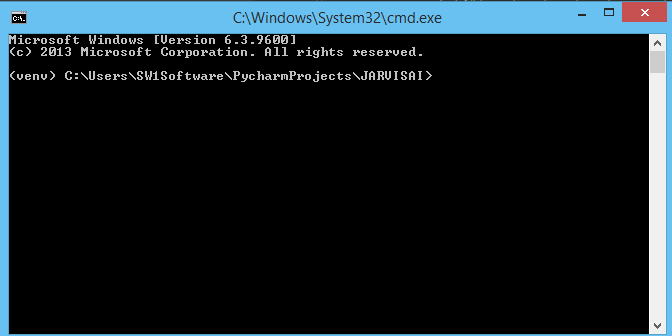 C:\Windows\System32\cmd.exe
Microsoft Windows [Version 6.3.9600]
(c) 2013 Microsoft Corporation. All rights reserved.
(venv) C:\Users\SW1Software\PycharmProjects\JARVISAI>